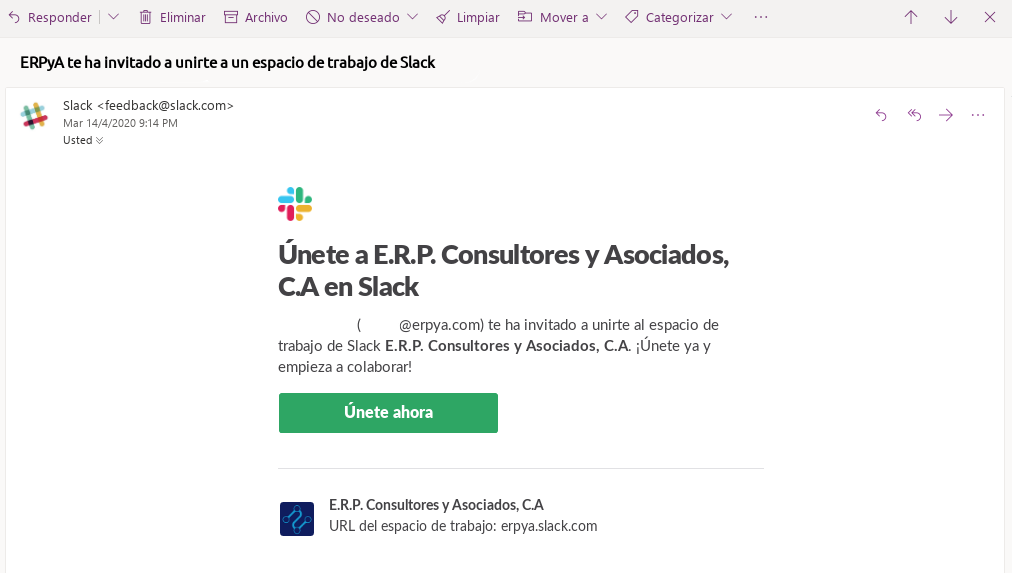 Responder Eliminar Archivo No deseado Limpiar Mover a Categorizar ...
ERPyA te ha invitado a unirte a un espacio de trabajo de Slack
Slack <feedback@slack.com>
Mar 14/4/2020 9:14 PM
Usted
Únete a E.R.P. Consultores y Asociados,
C.A en Slack
( @erpya.com) te ha invitado a unirte al espacio de
trabajo de Slack E.R.P. Consultores y Asociados, C.A. ¡Únete ya y
empieza a colaborar!
Únete ahora
E.R.P. Consultores y Asociados, C.A
URL del espacio de trabajo: erpya.slack.com